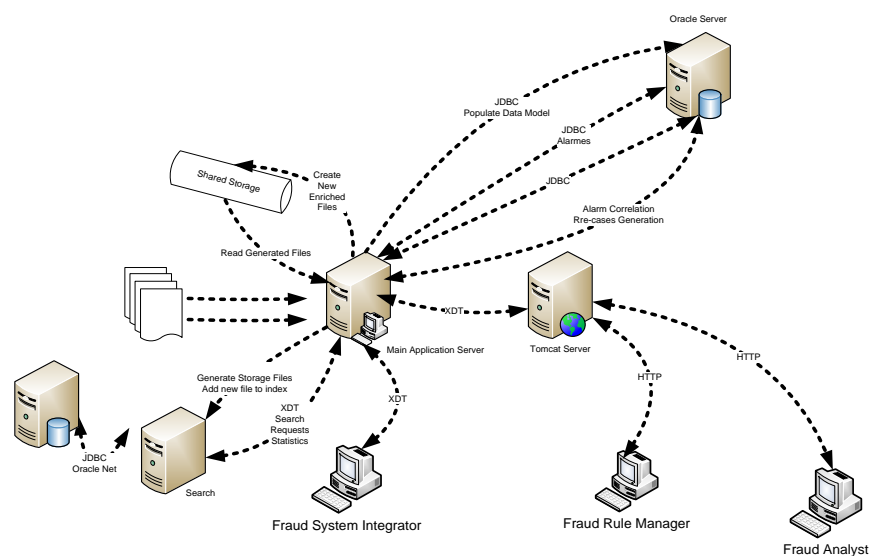 Oracle Server
JDBC
Populate Data Model
JDBC
Alarmes
JDBC
Shared Storage
Create
New
Enriched
Files
Alarm Correlation
Rre-cases Generation
Read Generated Files
XDT
Main Application Server
Tomcat Server
HTTP
HTTP
Generate Storage Files
Add new file to index
XDT
XDT
Search
Requests
Statistics
JDBC
Oracle Net
Search
Fraud System Integrator
Fraud Rule Manager
Fraud Analyst